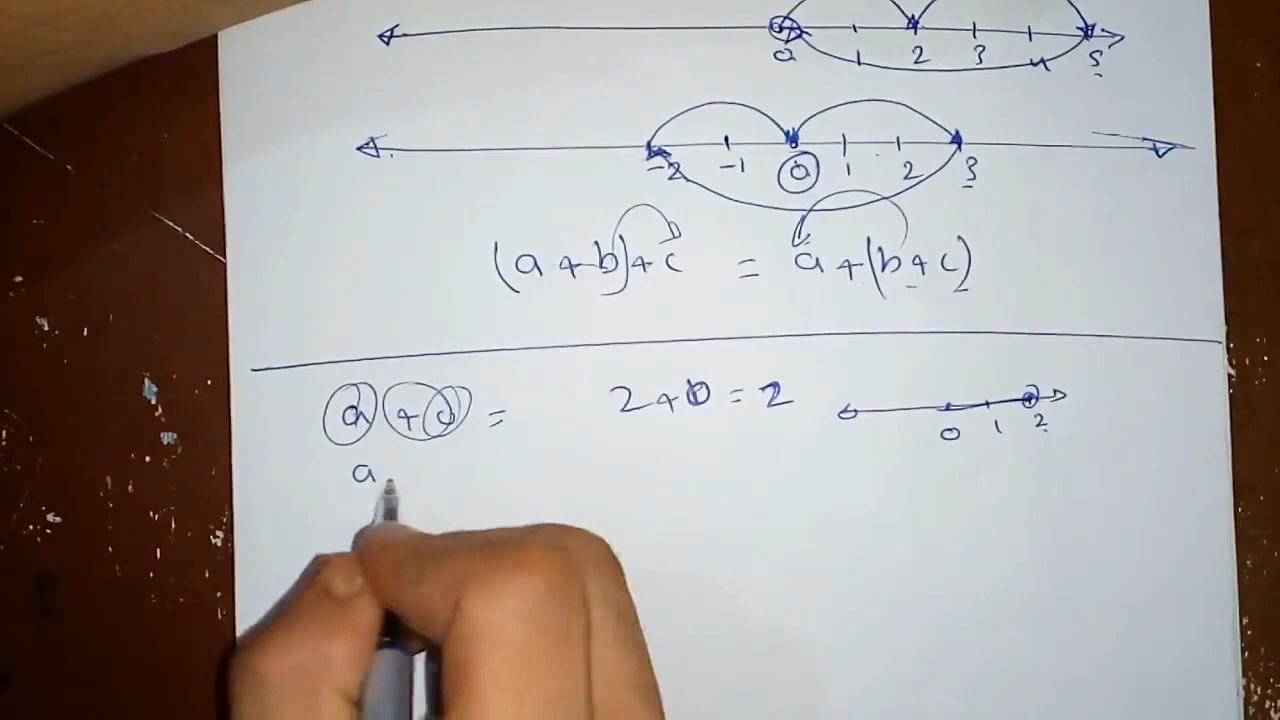 0 1 2 3 4 5
-2 -1 0 1 2 3
(a+b)+c = a+(b+c)
a+0 = 2+0=2 0 1 2
a